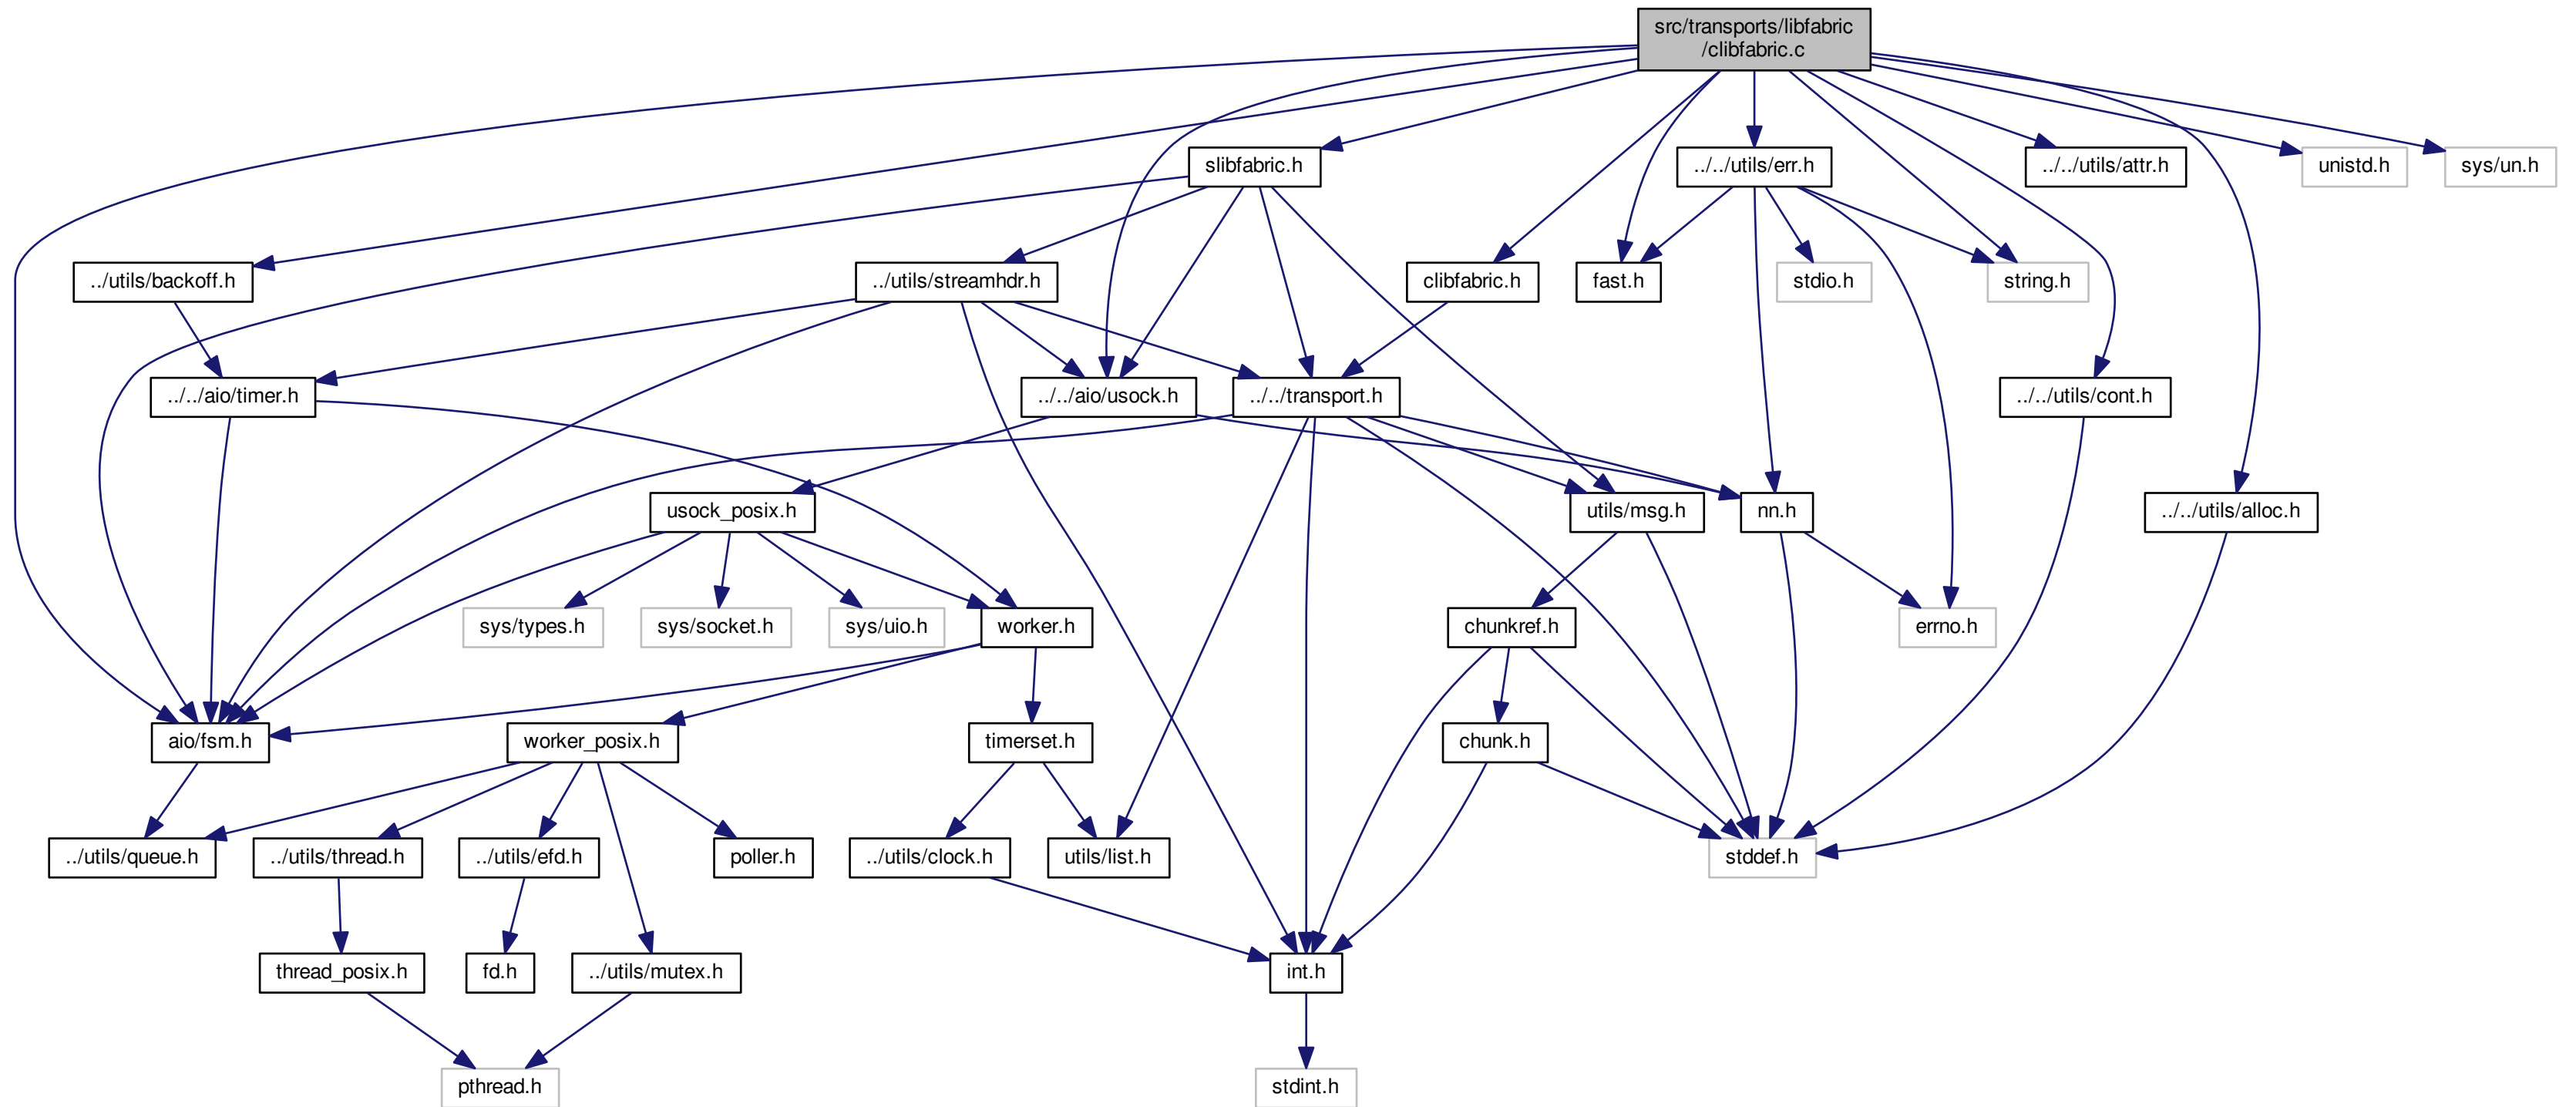 src/transports/libfabric
/clibfabric.c
slibfabric.h
../../utils/err.h
../../utils/attr.h
unistd.h
sys/un.h
../utils/backoff.h
../utils/streamhdr.h
clibfabric.h
fast.h
stdio.h
string.h
../../aio/timer.h
../../aio/usock.h
../../transport.h
../../utils/cont.h
usock_posix.h
utils/msg.h
nn.h
../../utils/alloc.h
sys/types.h
sys/socket.h
sys/uio.h
worker.h
chunkref.h
errno.h
aio/fsm.h
worker_posix.h
timerset.h
chunk.h
../utils/queue.h
../utils/thread.h
../utils/efd.h
poller.h
../utils/clock.h
utils/list.h
stddef.h
thread_posix.h
fd.h
../utils/mutex.h
int.h
pthread.h
stdint.h